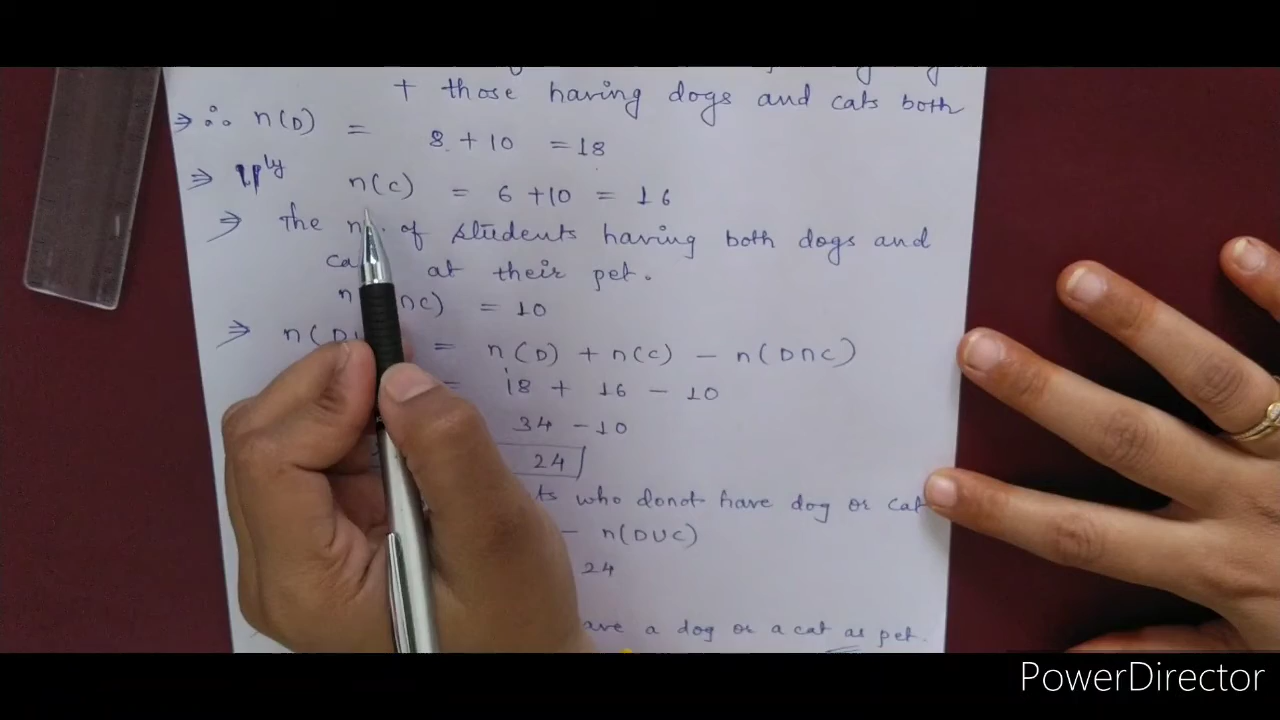 + those having dogs and cats both
⇒ ∴ n(D) = 8 + 10 = 18
⇒ lly n(C) = 6 + 10 = 16
⇒ The of students having both dogs and
at their pet.
n ∩C) = 10
⇒ n(D = n(D) + n(C) − n(D∩C)
= 18 + 16 − 10
34 − 10
24
who donot have dog or cat
− n(D∪C)
24
a dog or a cat as pet.
PowerDirector